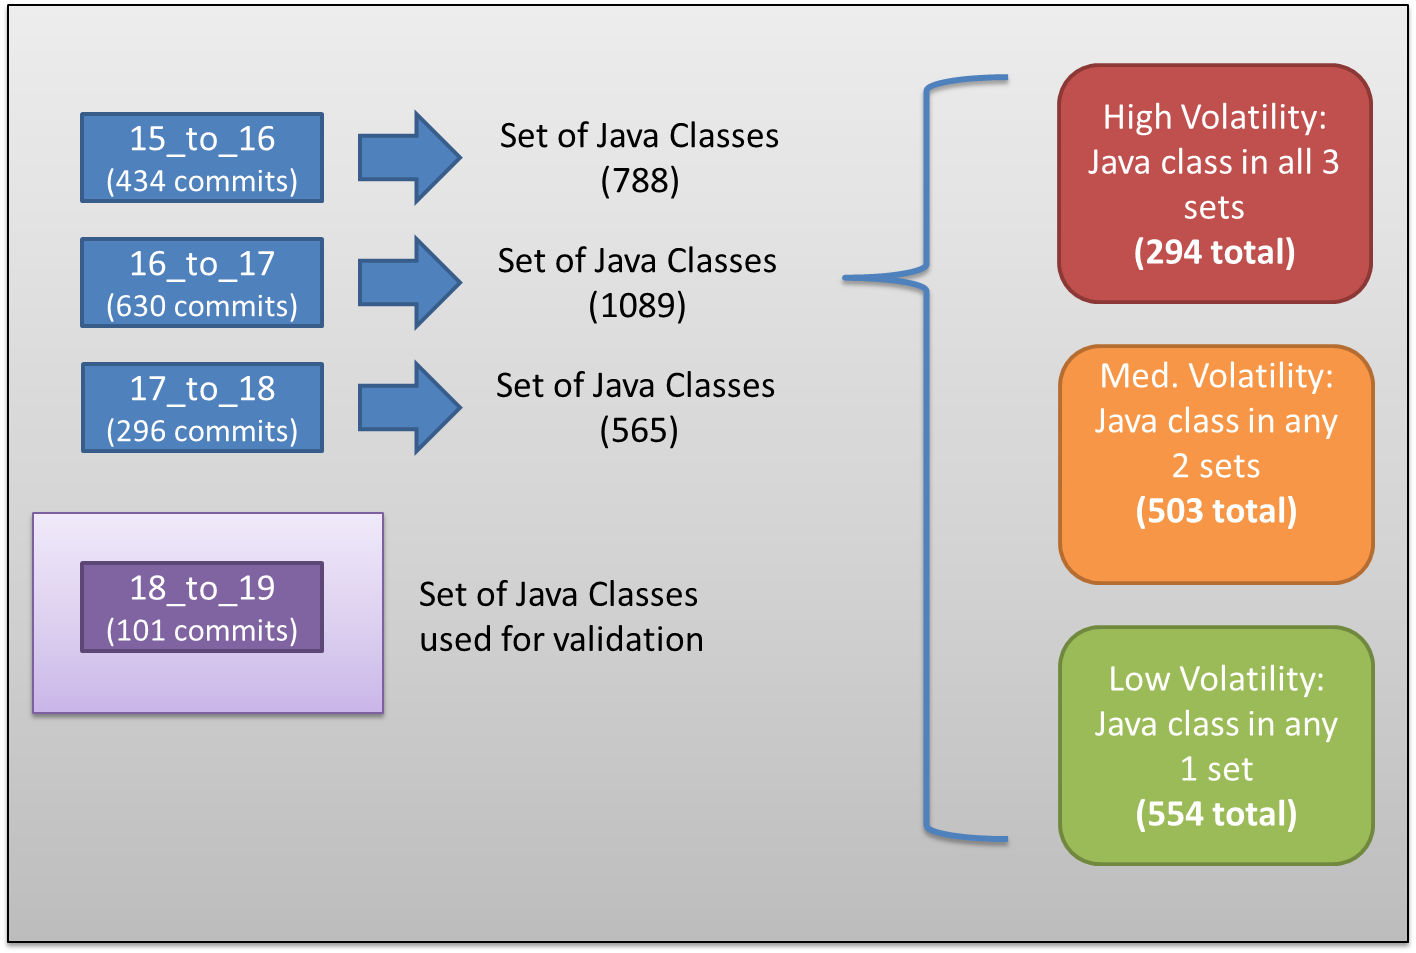 15_to_16
(434 commits)
Set of Java Classes
(788)
16_to_17
(630 commits)
Set of Java Classes
(1089)
17_to_18
(296 commits)
Set of Java Classes
(565)
18_to_19
(101 commits)
Set of Java Classes
used for validation
High Volatility:
Java class in all 3
sets
(294 total)
Med. Volatility:
Java class in any
2 sets
(503 total)
Low Volatility:
Java class in any
1 set
(554 total)